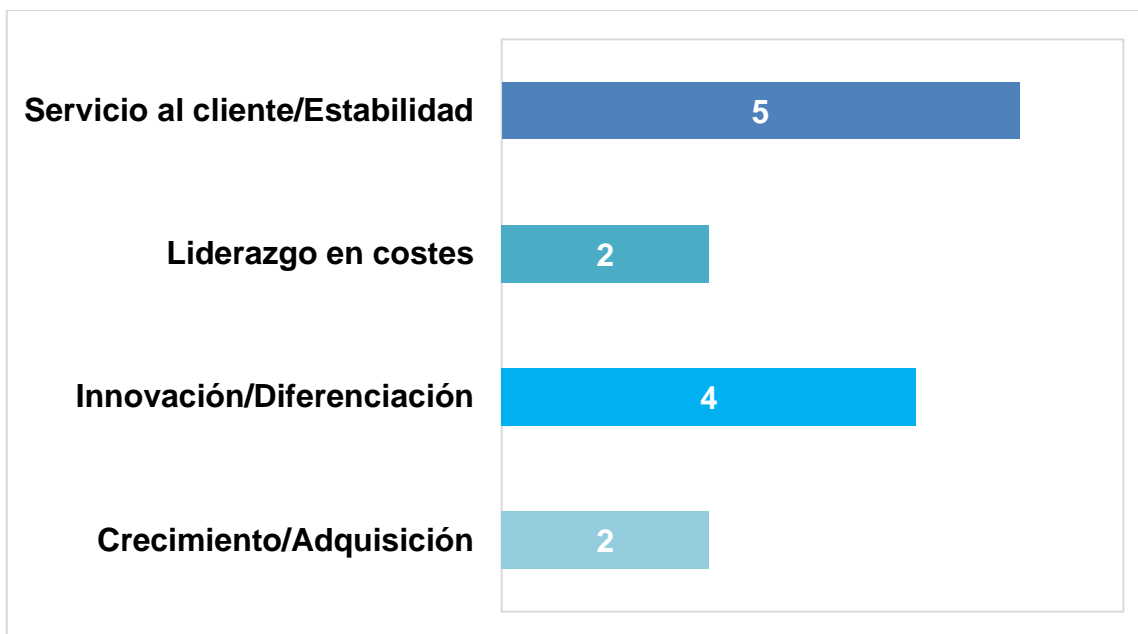 Servicio al cliente/Estabilidad 5
Liderazgo en costes 2
Innovación/Diferenciación 4
Crecimiento/Adquisición 2